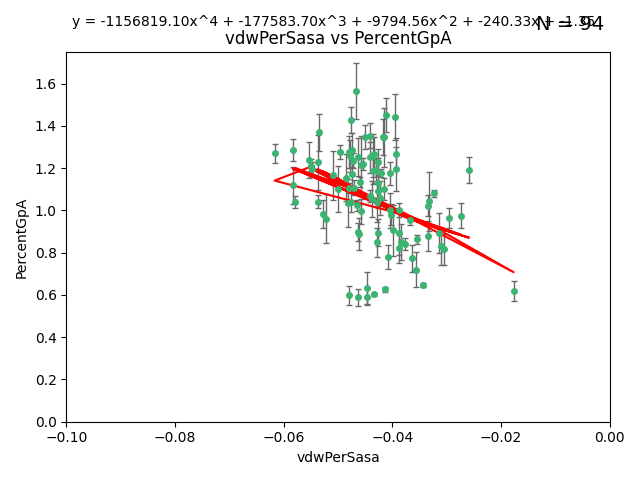 y = -1156819.10x^4 + -177583.70x^3 + -9794.56x^2 + -240.33x + -1.35
N = 94
vdwPerSasa vs PercentGpA
1.6
1.4
1.2
1.0
0.8
0.6
0.4
0.2
0.0
PercentGpA
−0.10 −0.08 −0.06 −0.04 −0.02 0.00
vdwPerSasa